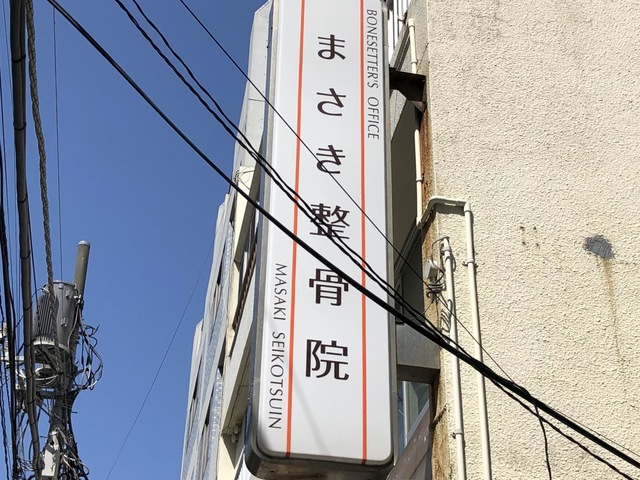 BONESETTER'S OFFICE
まさき整骨院
MASAKI SEIKOTSUIN